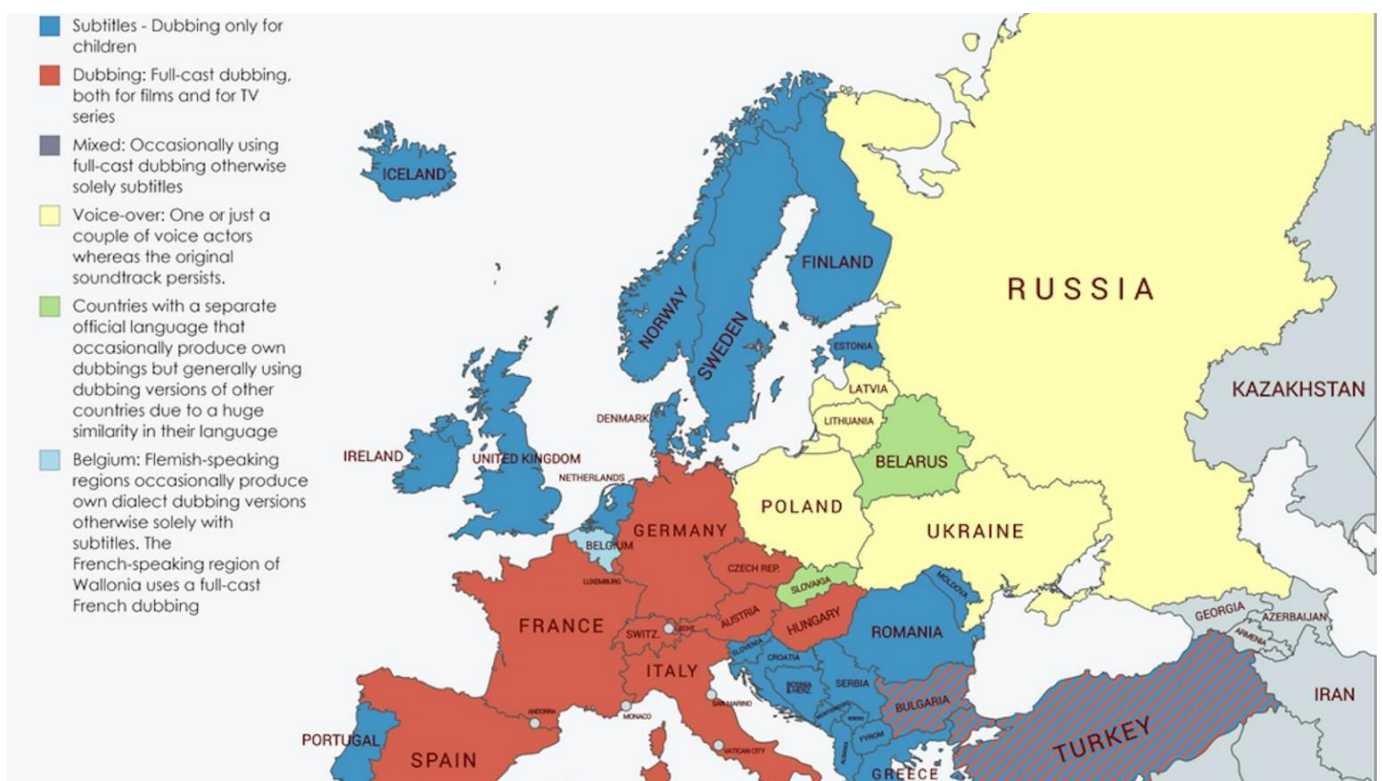 Subtitles - Dubbing only for
children
Dubbing: Full-cast dubbing,
both for films and for TV
series
Mixed: Occasionally using
full-cast dubbing otherwise
solely subtitles
Voice-over: One or just a
couple of voice actors
whereas the original
soundtrack persists.
Countries with a separate
official language that
occasionally produce own
dubbings but generally using
dubbing versions of other
countries due to a huge
similarity in their language
Belgium: Flemish-speaking
regions occasionally produce
own dialect dubbing versions
otherwise solely with
subtitles. The
French-speaking region of
Wallonia uses a full-cast
French dubbing
ICELAND
FINLAND
RUSSIA
NORWAY
SWEDEN
ESTONIA
LATVIA
KAZAKHSTAN
DENMARK
LITHUANIA
IRELAND
UNITED KINGDOM
BELARUS
NETHERLANDS
POLAND
GERMANY
UKRAINE
BELGIUM
CZECH REP.
LUXEMBURG
SLOVAKIA
MOLDOVA
AUSTRIA
HUNGARY
GEORGIA
AZERBAIJAN
FRANCE
SWITZ.
LIECHT.
ROMANIA
ARMENIA
SLOVENIA
CROATIA
ITALY
BOSNIA
& HERZ.
SERBIA
IRAN
BULGARIA
SAN MARINO
ANDORRA
MONACO
MONTENEGRO
FYROM
PORTUGAL
TURKEY
VATICAN CITY
ALBANIA
SPAIN
GREECE